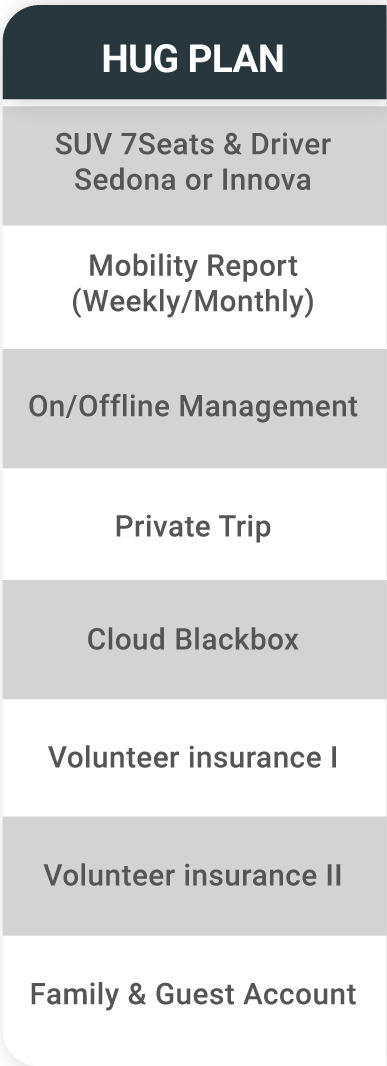 HUG PLAN
SUV 7Seats & Driver
Sedona or Innova
Mobility Report
(Weekly/Monthly)
On/Offline Management
Private Trip
Cloud Blackbox
Volunteer insurance I
Volunteer insurance II
Family & Guest Account